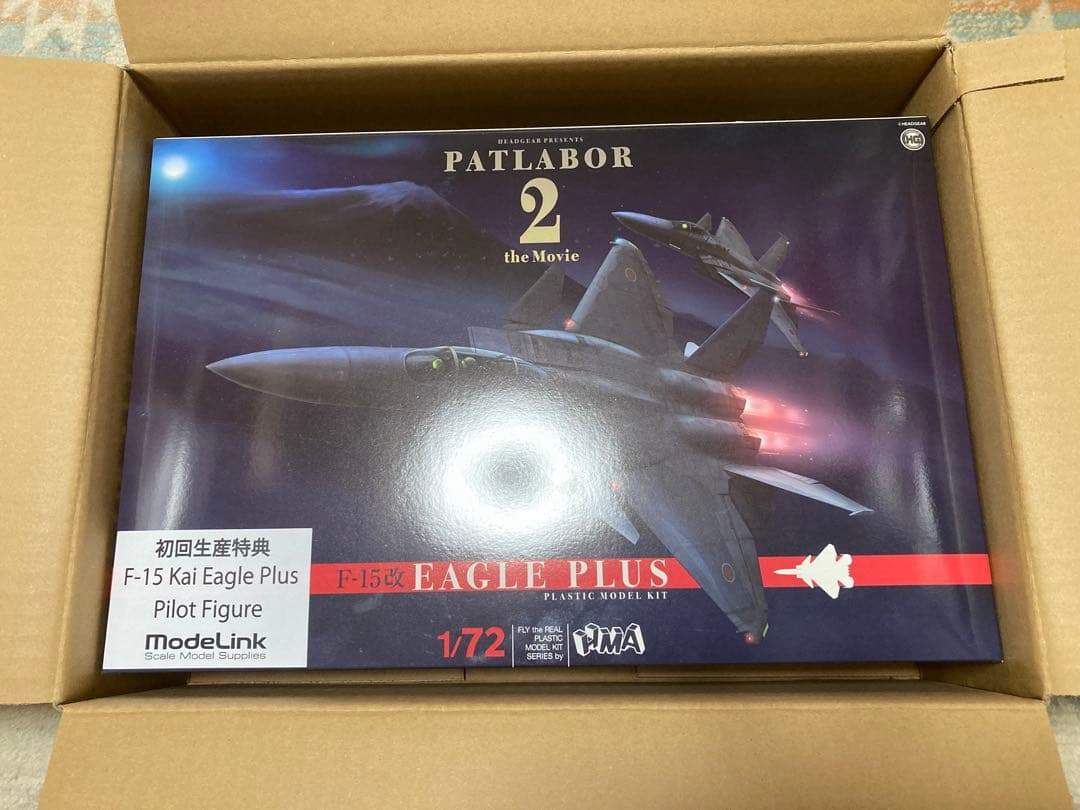 © HEADGEAR
HG
HEADGEAR PRESENTS
PATLABOR
2
the Movie
初回生産特典
F-15 Kai Eagle Plus
Pilot Figure
modeLink
Scale Model Supplies
F-15改 EAGLE PLUS
PLASTIC MODEL KIT
1/72
FLY the REAL
PLASTIC
MODEL KIT
SERIES by
PMA